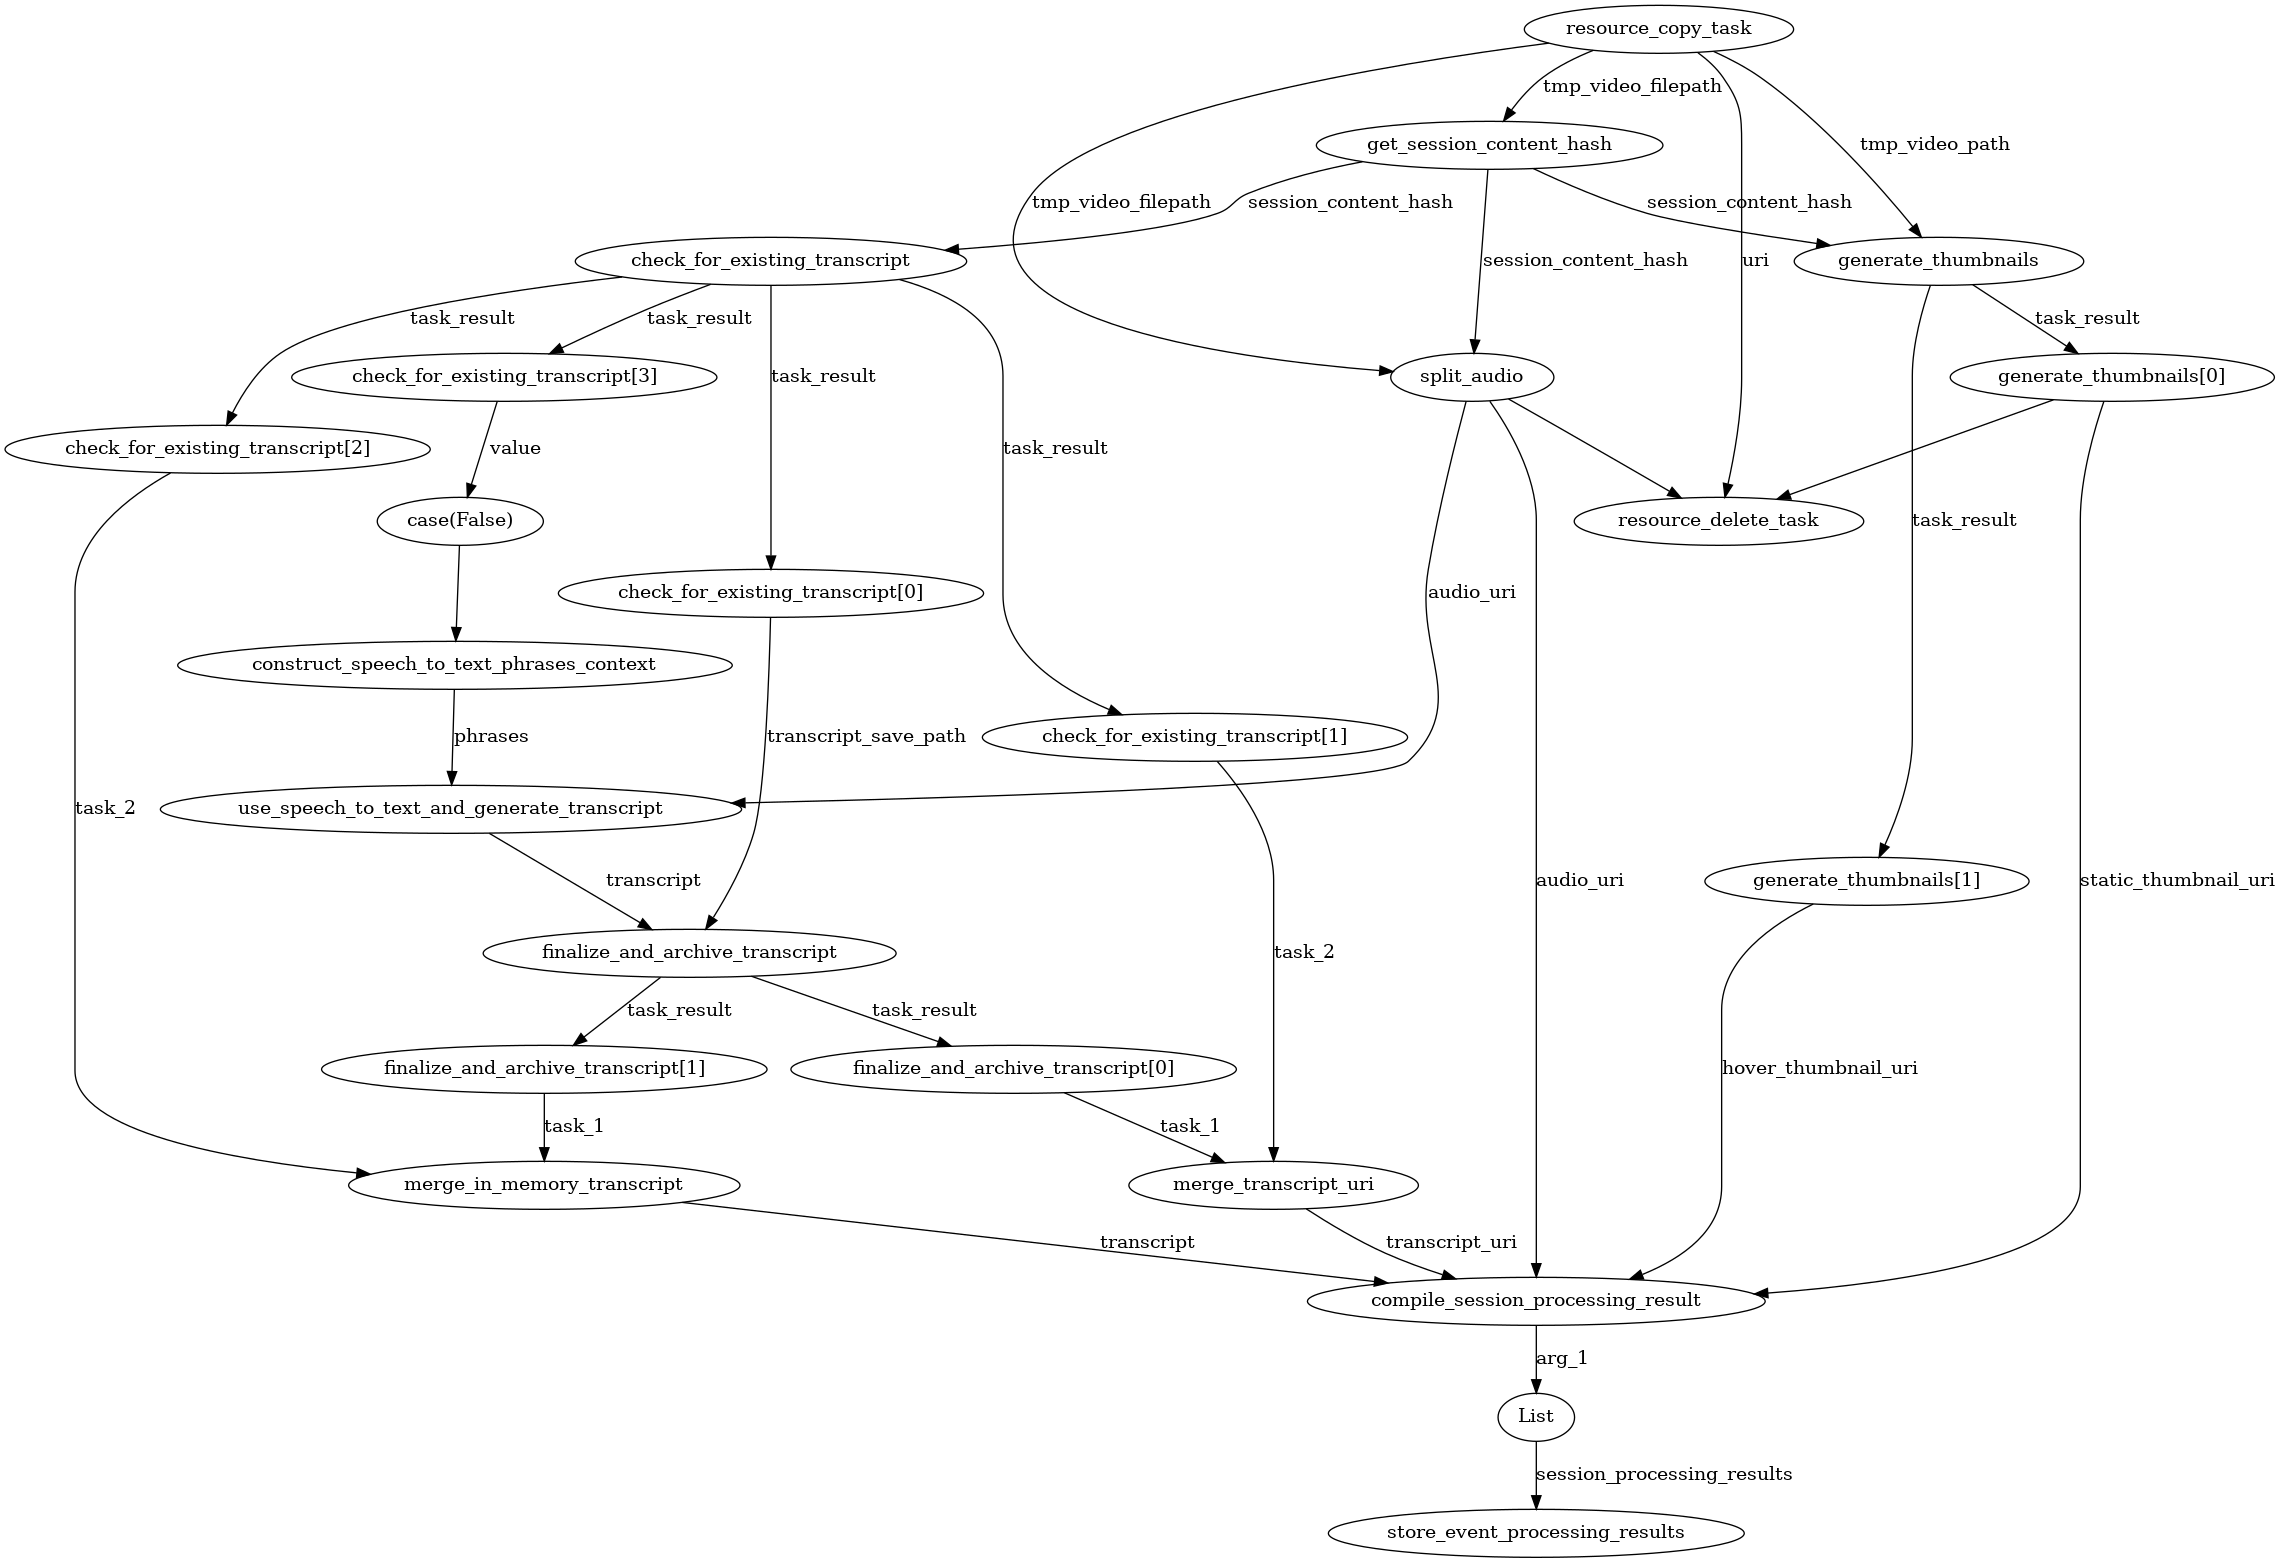 resource_copy_task
tmp_video_filepath
tmp_video_path
get_session_content_hash
tmp_video_filepath
session_content_hash
session_content_hash
check_for_existing_transcript
session_content_hash
uri
generate_thumbnails
task_result
task_result
task_result
check_for_existing_transcript[3]
task_result
split_audio
generate_thumbnails[0]
check_for_existing_transcript[2]
value
task_result
case(False)
resource_delete_task
task_result
check_for_existing_transcript[0]
audio_uri
construct_speech_to_text_phrases_context
phrases
transcript_save_path
check_for_existing_transcript[1]
task_2
use_speech_to_text_and_generate_transcript
transcript
audio_uri
generate_thumbnails[1]
static_thumbnail_uri
finalize_and_archive_transcript
task_2
task_result
task_result
finalize_and_archive_transcript[1]
finalize_and_archive_transcript[0]
hover_thumbnail_uri
task_1
task_1
merge_in_memory_transcript
merge_transcript_uri
transcript
transcript_uri
compile_session_processing_result
arg_1
List
session_processing_results
store_event_processing_results